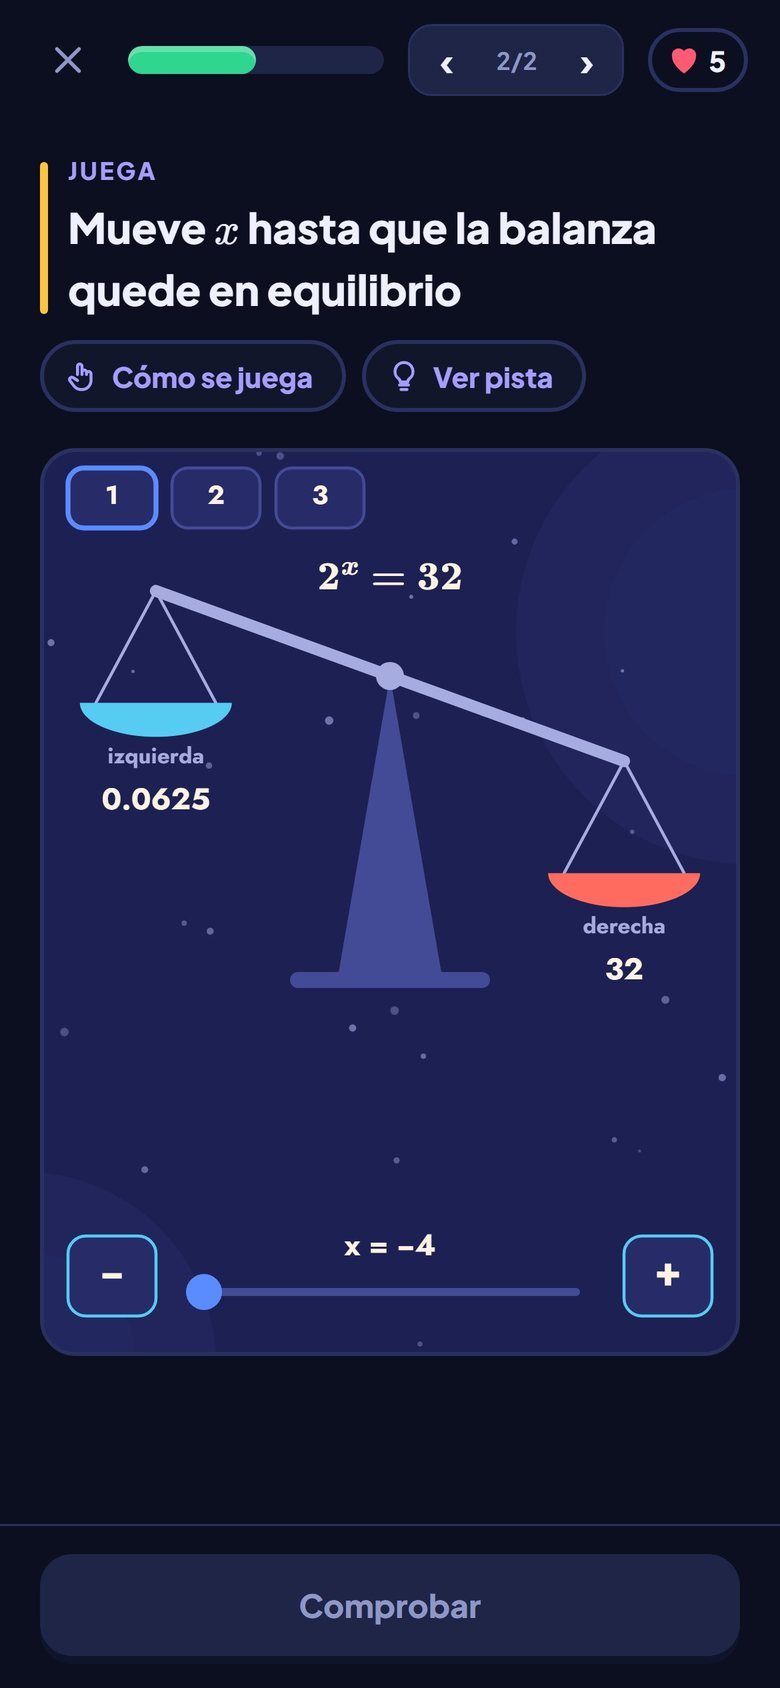 ‹ 2/2 › 5
JUEGA
Mueve x hasta que la balanza
quede en equilibrio
Cómo se juega
Ver pista
1 2 3
2ˣ = 32
izquierda
0.0625
derecha
32
x = −4
− +
Comprobar